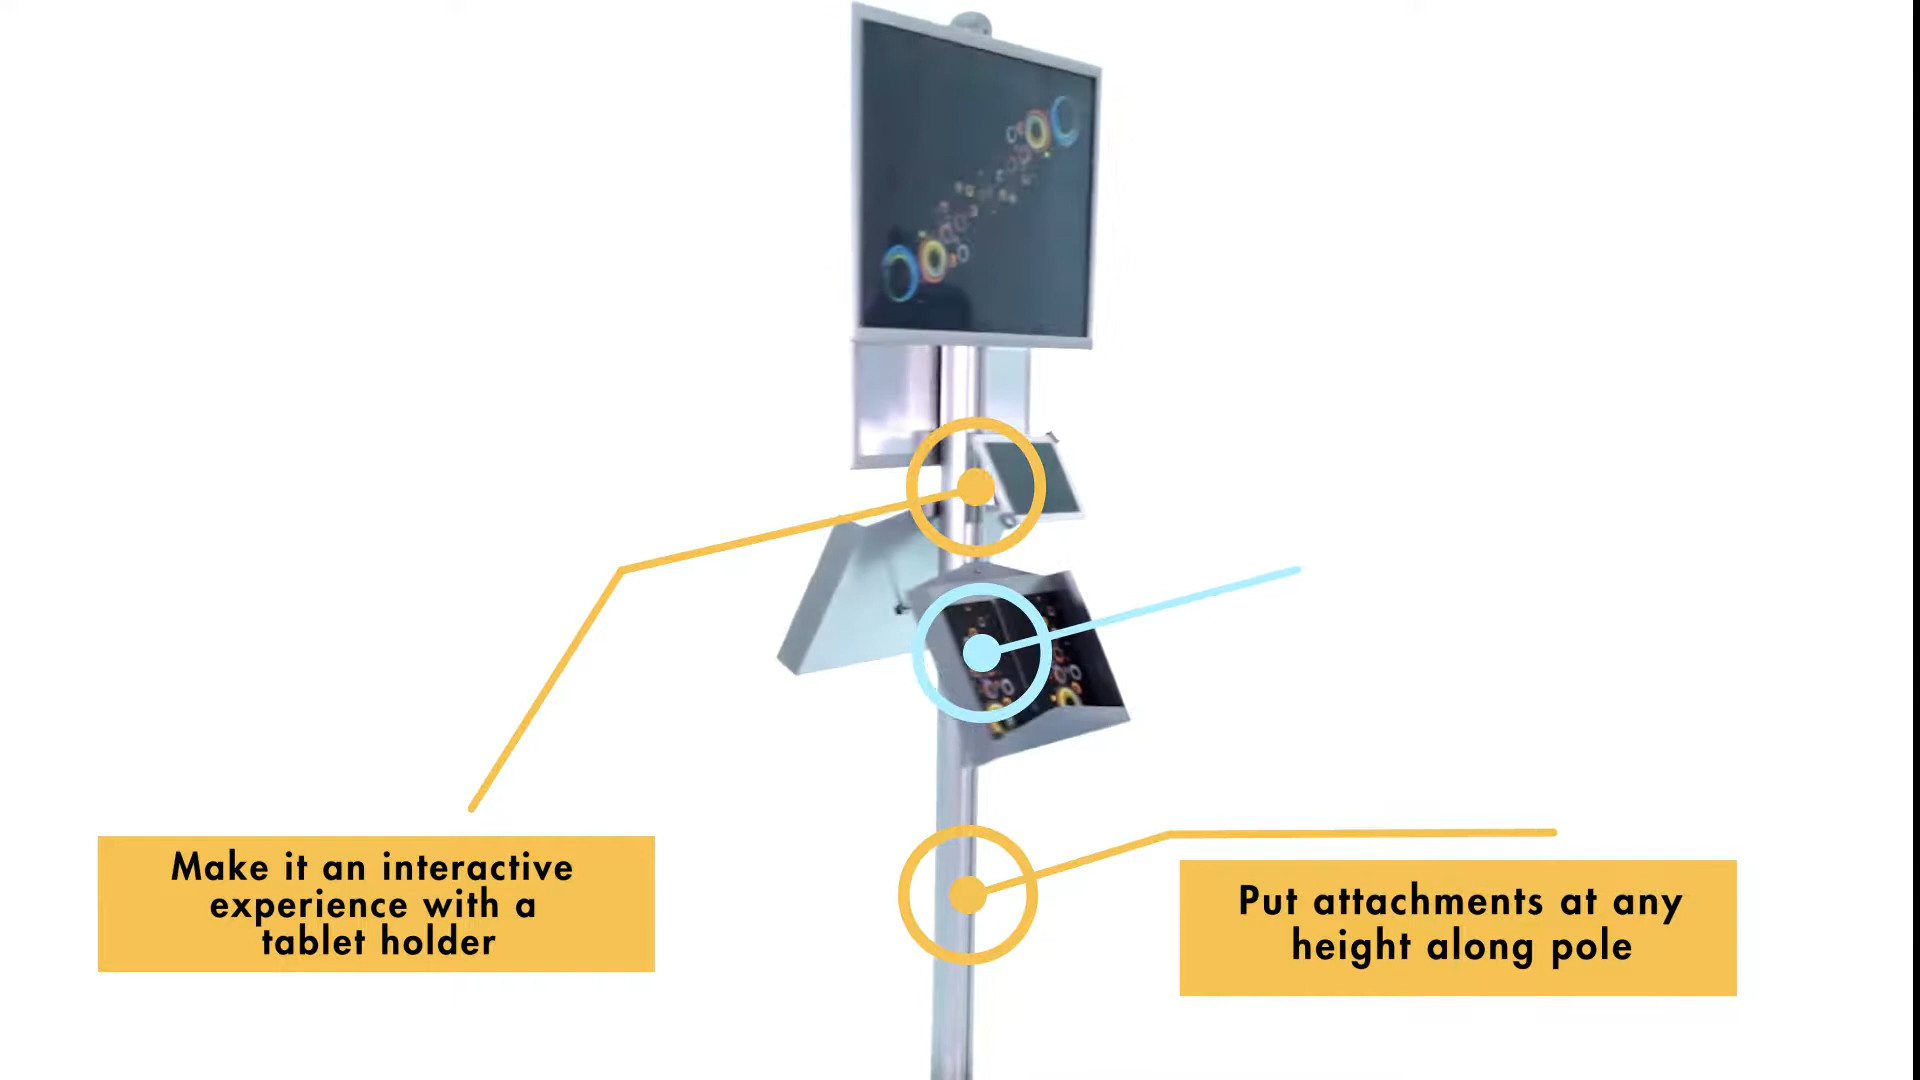 Make it an interactive
experience with a
tablet holder
Put attachments at any
height along pole